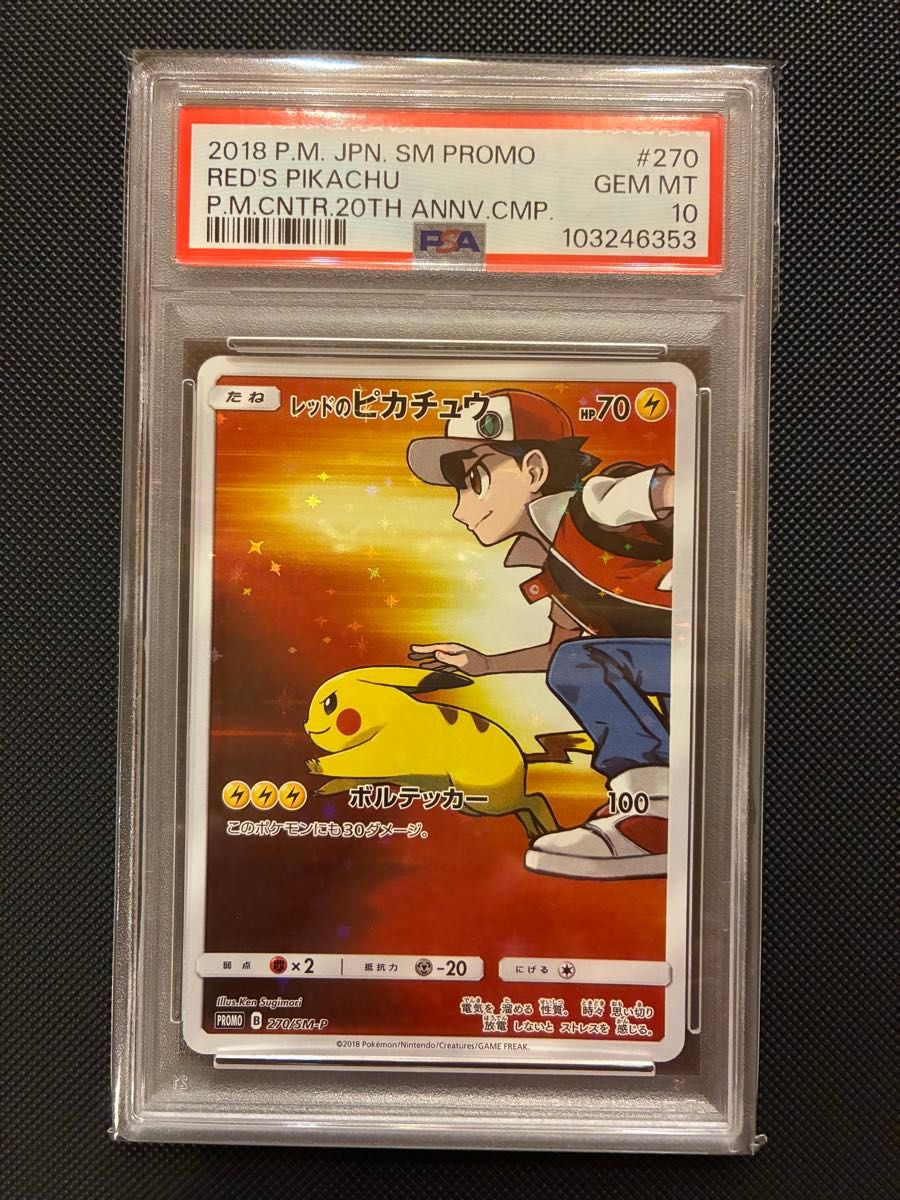 2018 P.M. JPN. SM PROMO #270
RED'S PIKACHU GEM MT
P.M.CNTR.20TH ANNV.CMP. 10
PSA 103246353
たね レッドのピカチュウ HP70
ボルテッカー 100
このポケモンにも30ダメージ。
弱点 闘 ×2 抵抗力 -20 にげる
Illus.Ken Sugimori
電気を 溜める 性質。 時々 思い切り
放電 しないと ストレスを 感じる。
PROMO B 270/SM-P
©2018 Pokémon/Nintendo/Creatures/GAME FREAK.